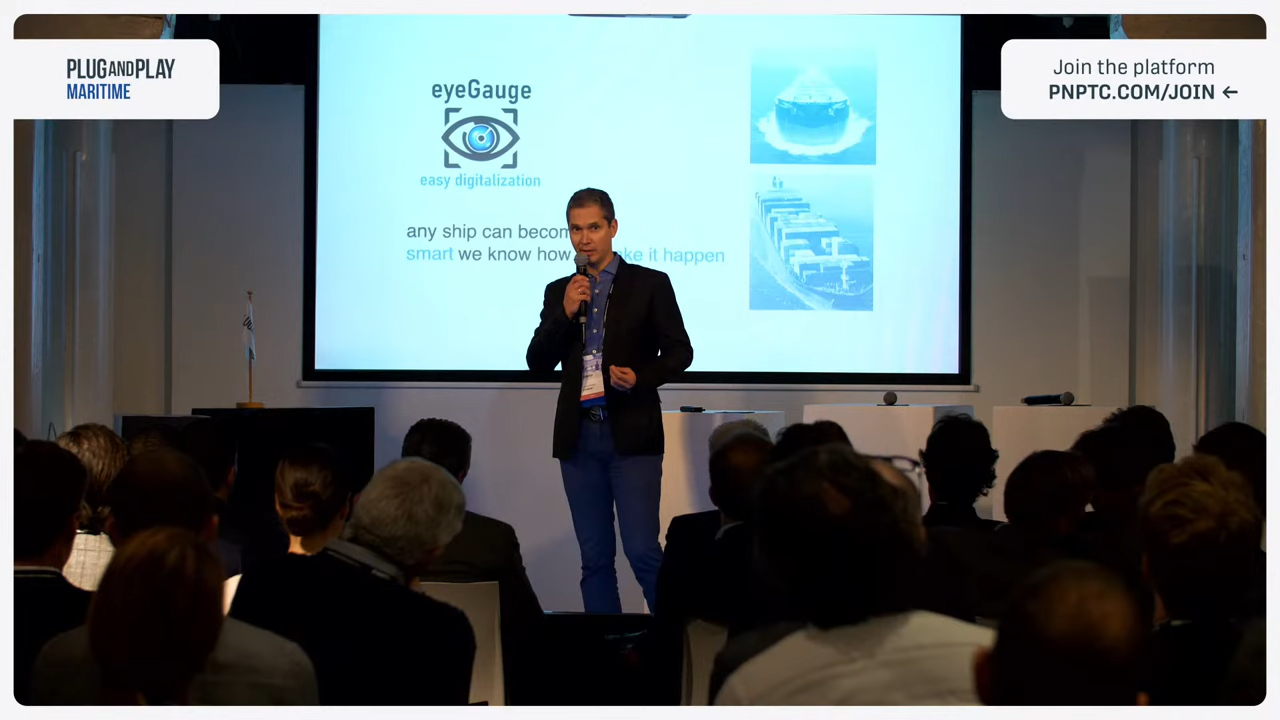 PLUGANDPLAY
MARITIME
Join the platform
PNPTC.COM/JOIN ←
eyeGauge
easy digitalization
any ship can becom
smart we know how ke it happen